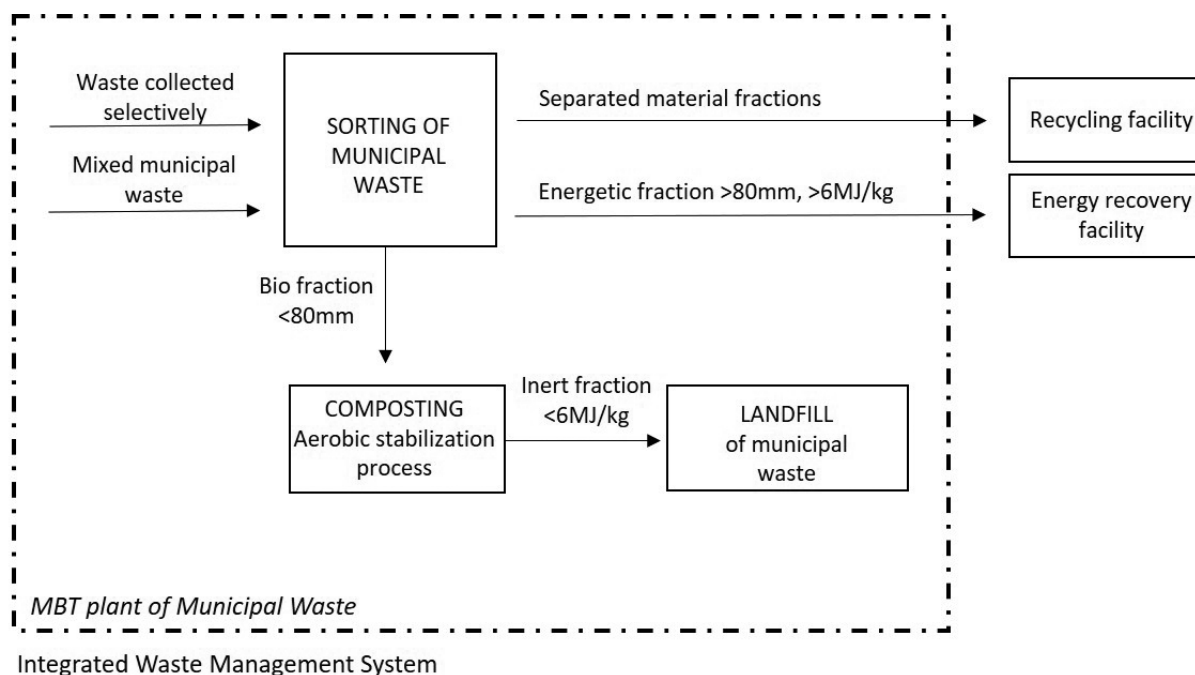 Waste collected
selectively
Mixed municipal
waste
SORTING OF
MUNICIPAL
WASTE
Separated material fractions
Energetic fraction >80mm, >6MJ/kg
Recycling facility
Energy recovery
facility
Bio fraction
<80mm
COMPOSTING
Aerobic stabilization
process
Inert fraction
<6MJ/kg
LANDFILL
of municipal
waste
MBT plant of Municipal Waste
Integrated Waste Management System